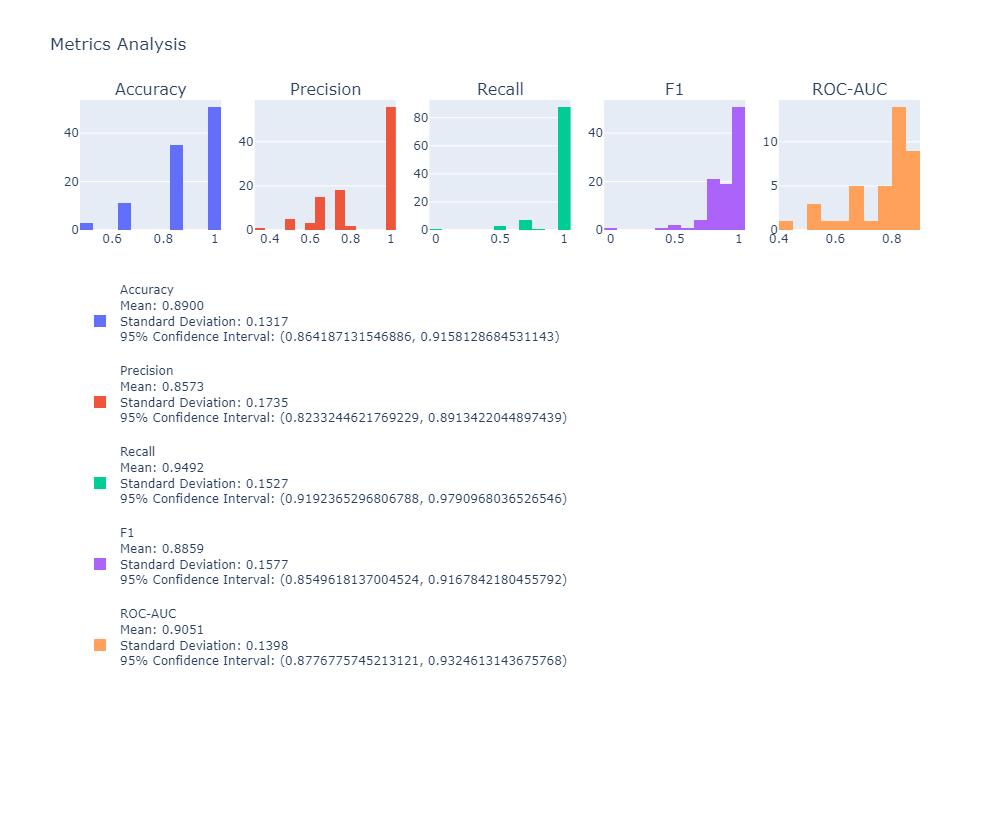 Metrics Analysis
Accuracy Precision Recall F1 ROC-AUC
40
20
0
0.6 0.8 1
40
20
0
0.4 0.6 0.8 1
80
60
40
20
0
0 0.5 1
40
20
0
0 0.5 1
10
5
0
0.4 0.6 0.8
Accuracy
Mean: 0.8900
Standard Deviation: 0.1317
95% Confidence Interval: (0.864187131546886, 0.9158128684531143)
Precision
Mean: 0.8573
Standard Deviation: 0.1735
95% Confidence Interval: (0.8233244621769229, 0.8913422044897439)
Recall
Mean: 0.9492
Standard Deviation: 0.1527
95% Confidence Interval: (0.9192365296806788, 0.9790968036526546)
F1
Mean: 0.8859
Standard Deviation: 0.1577
95% Confidence Interval: (0.8549618137004524, 0.9167842180455792)
ROC-AUC
Mean: 0.9051
Standard Deviation: 0.1398
95% Confidence Interval: (0.8776775745213121, 0.9324613143675768)